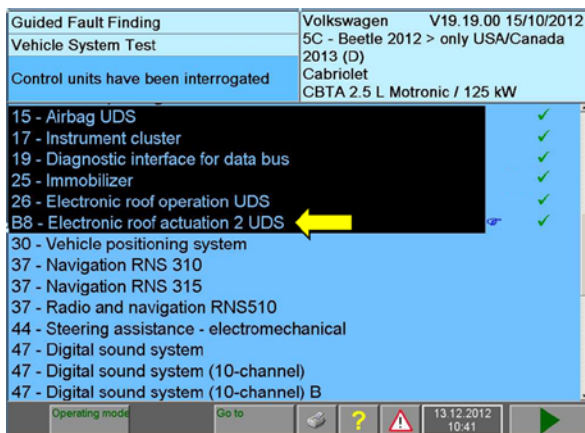 Guided Fault Finding
Vehicle System Test
Control units have been interrogated
Volkswagen V19.19.00 15/10/2012
5C - Beetle 2012 > only USA/Canada
2013 (D)
Cabriolet
CBTA 2.5 L Motronic / 125 kW
15 - Airbag UDS
17 - Instrument cluster
19 - Diagnostic interface for data bus
25 - Immobilizer
26 - Electronic roof operation UDS
B8 - Electronic roof actuation 2 UDS
30 - Vehicle positioning system
37 - Navigation RNS 310
37 - Navigation RNS 315
37 - Radio and navigation RNS510
44 - Steering assistance - electromechanical
47 - Digital sound system
47 - Digital sound system (10-channel)
47 - Digital sound system (10-channel) B
Operating mode
Go to
?
13.12.2012
10:41